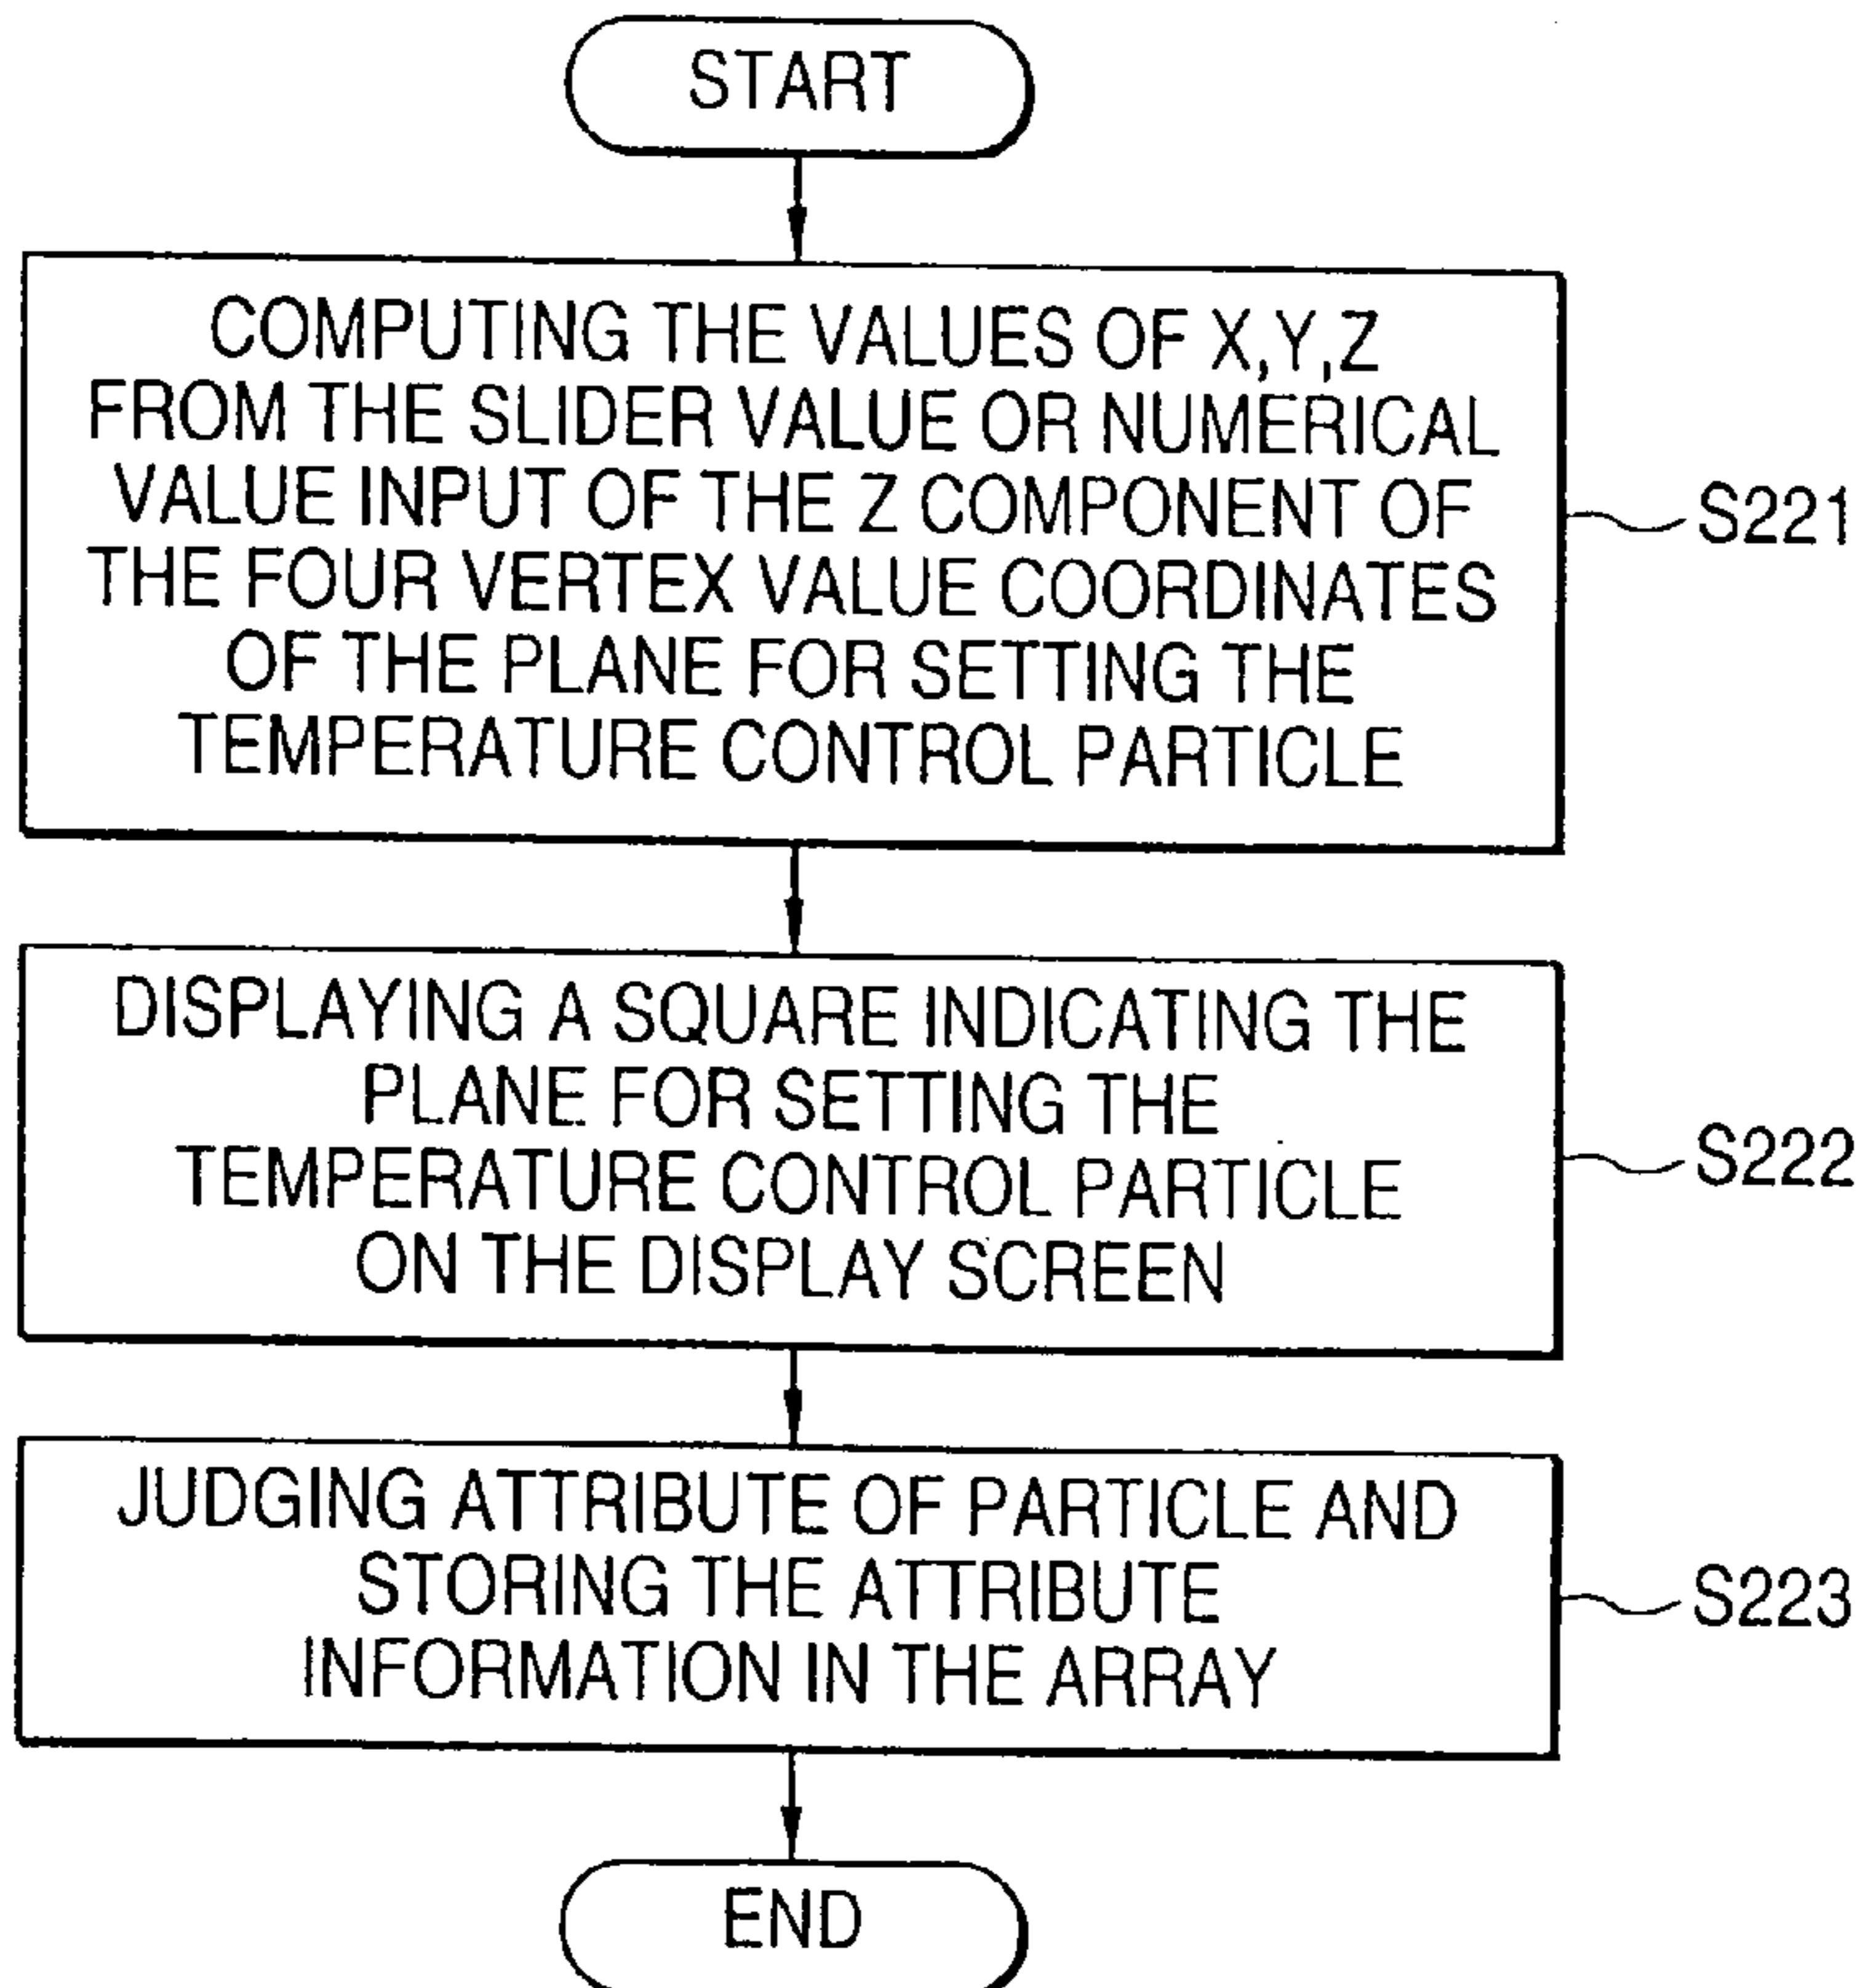 START
COMPUTING THE VALUES OF X,Y,Z
FROM THE SLIDER VALUE OR NUMERICAL
VALUE INPUT OF THE Z COMPONENT OF
THE FOUR VERTEX VALUE COORDINATES
OF THE PLANE FOR SETTING THE
TEMPERATURE CONTROL PARTICLE
S221
DISPLAYING A SQUARE INDICATING THE
PLANE FOR SETTING THE
TEMPERATURE CONTROL PARTICLE
ON THE DISPLAY SCREEN
S222
JUDGING ATTRIBUTE OF PARTICLE AND
STORING THE ATTRIBUTE
INFORMATION IN THE ARRAY
S223
END